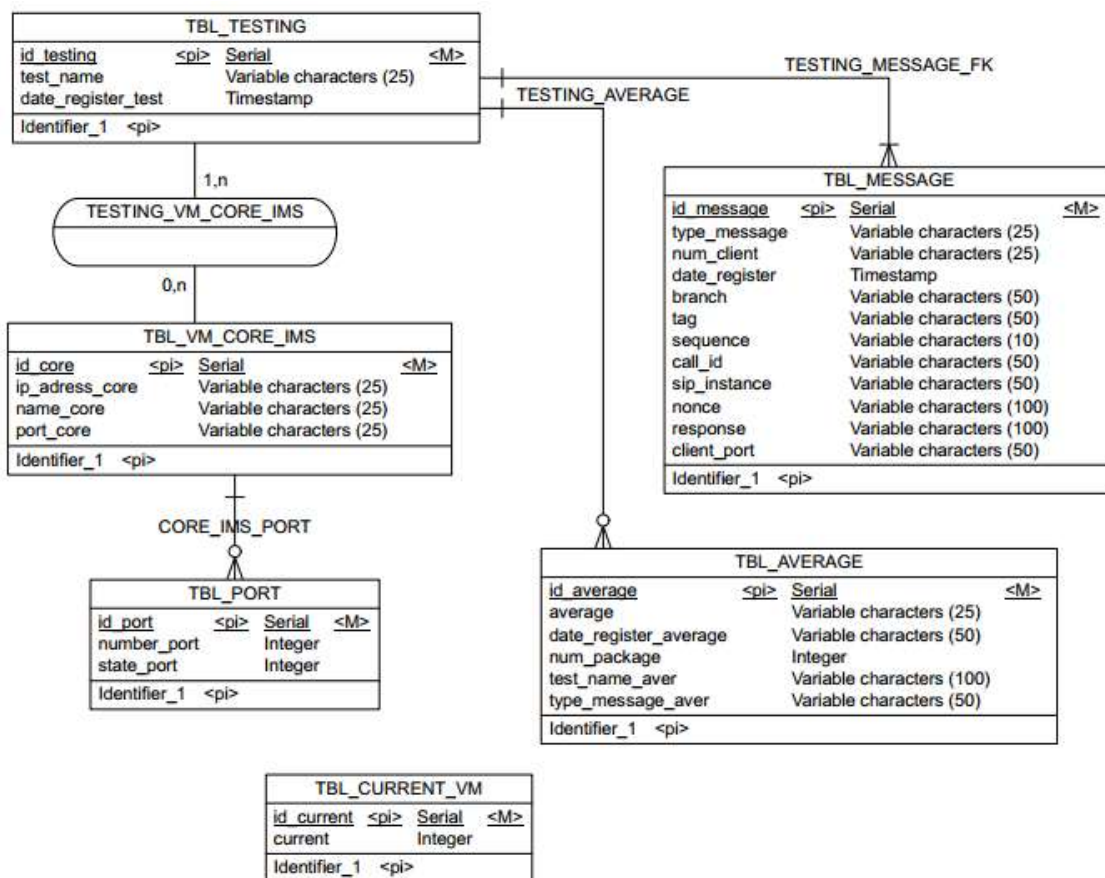 TBL_TESTING
id_testing <pi> Serial <M>
test_name Variable characters (25)
date_register_test Timestamp
Identifier_1 <pi>
TESTING_MESSAGE_FK
TESTING_AVERAGE
1,n
TESTING_VM_CORE_IMS
0,n
TBL_MESSAGE
id_message <pi> Serial <M>
type_message Variable characters (25)
num_client Variable characters (25)
date_register Timestamp
branch Variable characters (50)
tag Variable characters (50)
sequence Variable characters (10)
call_id Variable characters (50)
sip_instance Variable characters (50)
nonce Variable characters (100)
response Variable characters (100)
client_port Variable characters (50)
Identifier_1 <pi>
TBL_VM_CORE_IMS
id_core <pi> Serial <M>
ip_adress_core Variable characters (25)
name_core Variable characters (25)
port_core Variable characters (25)
Identifier_1 <pi>
CORE_IMS_PORT
TBL_PORT
id_port <pi> Serial <M>
number_port Integer
state_port Integer
Identifier_1 <pi>
TBL_AVERAGE
id_average <pi> Serial <M>
average Variable characters (25)
date_register_average Variable characters (50)
num_package Integer
test_name_aver Variable characters (100)
type_message_aver Variable characters (50)
Identifier_1 <pi>
TBL_CURRENT_VM
id_current <pi> Serial <M>
current Integer
Identifier_1 <pi>